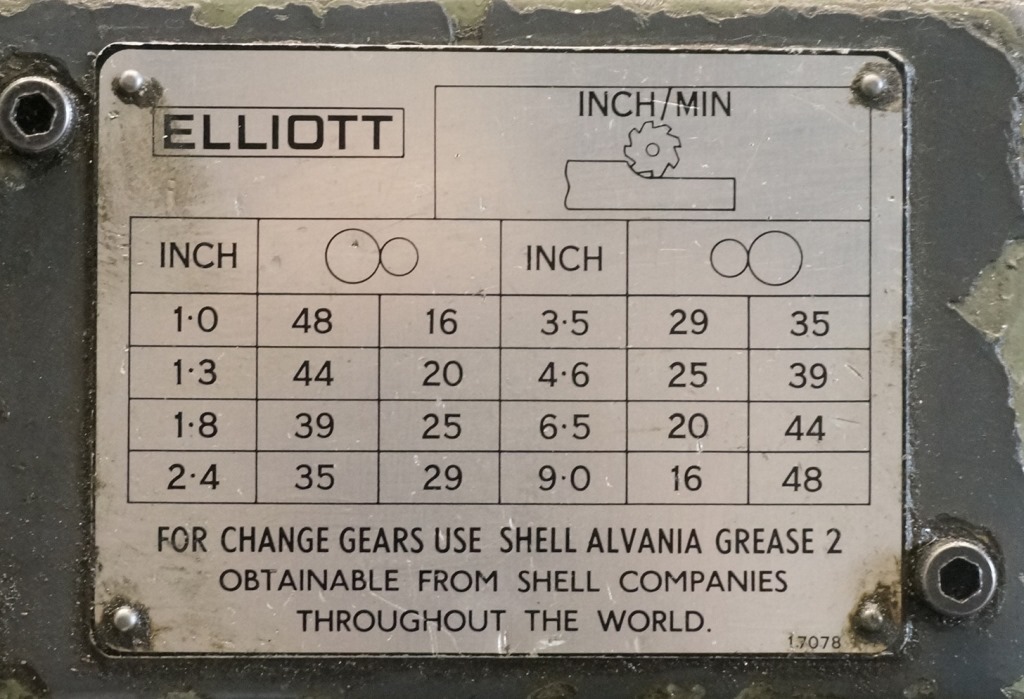 ELLIOTT
INCH/MIN
INCH INCH
1·0 48 16 3·5 29 35
1·3 44 20 4·6 25 39
1·8 39 25 6·5 20 44
2·4 35 29 9·0 16 48
FOR CHANGE GEARS USE SHELL ALVANIA GREASE 2
OBTAINABLE FROM SHELL COMPANIES
THROUGHOUT THE WORLD.
17078